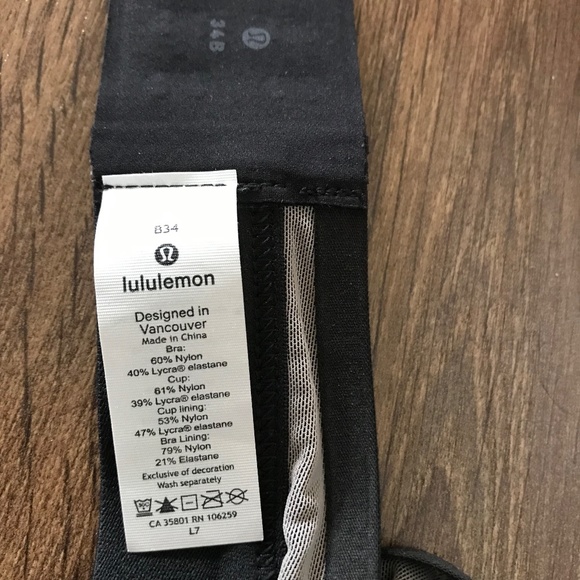 34B
B34
lululemon
Designed in
Vancouver
Made in China
Bra:
60% Nylon
40% Lycra® elastane
Cup:
61% Nylon
39% Lycra® elastane
Cup lining:
53% Nylon
47% Lycra® elastane
Bra Lining:
79% Nylon
21% Elastane
Exclusive of decoration
Wash separately
CA 35801 RN 106259
L7